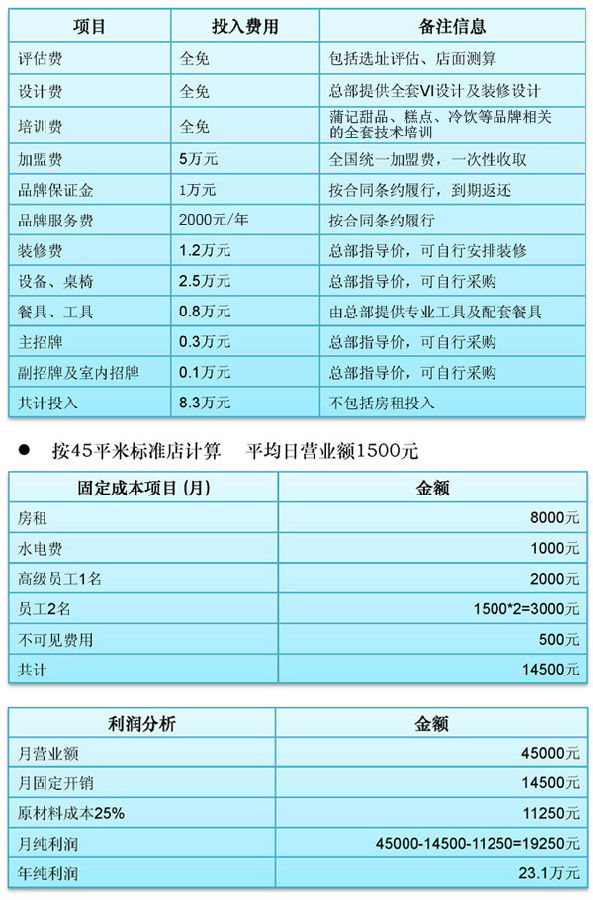 项目 投入费用 备注信息
评估费 全免 包括选址评估、店面测算
设计费 全免 总部提供全套VI设计及装修设计
培训费 全免 蒲记甜品、糕点、冷饮等品牌相关
的全套技术培训
加盟费 5万元 全国统一加盟费，一次性收取
品牌保证金 1万元 按合同条约履行，到期返还
品牌服务费 2000元/年 按合同条约履行
装修费 1.2万元 总部指导价，可自行安排装修
设备、桌椅 2.5万元 总部指导价，可自行采购
餐具、工具 0.8万元 由总部提供专业工具及配套餐具
主招牌 0.3万元 总部指导价，可自行采购
副招牌及室内招牌 0.1万元 总部指导价，可自行采购
共计投入 8.3万元 不包括房租投入
● 按45平米标准店计算 平均日营业额1500元
固定成本项目 (月) 金额
房租 8000元
水电费 1000元
高级员工1名 2000元
员工2名 1500*2=3000元
不可见费用 500元
共计 14500元
利润分析 金额
月营业额 45000元
月固定开销 14500元
原材料成本25% 11250元
月纯利润 45000-14500-11250=19250元
年纯利润 23.1万元